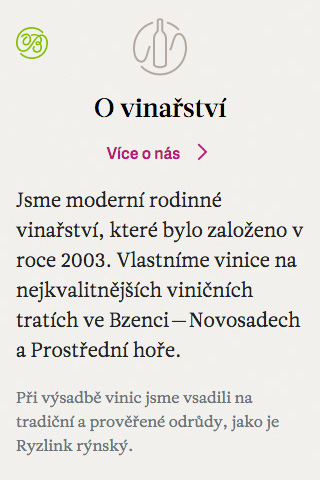 O vinařství
Více o nás
Jsme moderní rodinné
vinařství, které bylo založeno v
roce 2003. Vlastníme vinice na
nejkvalitnějších viničních
tratích ve Bzenci—Novosadech
a Prostřední hoře.
Při výsadbě vinic jsme vsadili na
tradiční a prověřené odrůdy, jako je
Ryzlink rýnský.